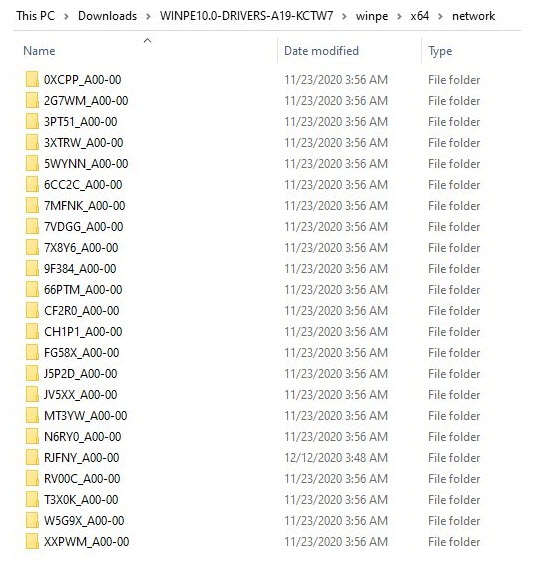 This PC > Downloads > WINPE10.0-DRIVERS-A19-KCTW7 > winpe > x64 > network
Name Date modified Type
0XCPP_A00-00 11/23/2020 3:56 AM File folder
2G7WM_A00-00 11/23/2020 3:56 AM File folder
3PT51_A00-00 11/23/2020 3:56 AM File folder
3XTRW_A00-00 11/23/2020 3:56 AM File folder
5WYNN_A00-00 11/23/2020 3:56 AM File folder
6CC2C_A00-00 11/23/2020 3:56 AM File folder
7MFNK_A00-00 11/23/2020 3:56 AM File folder
7VDGG_A00-00 11/23/2020 3:56 AM File folder
7X8Y6_A00-00 11/23/2020 3:56 AM File folder
9F384_A00-00 11/23/2020 3:56 AM File folder
66PTM_A00-00 11/23/2020 3:56 AM File folder
CF2R0_A00-00 11/23/2020 3:56 AM File folder
CH1P1_A00-00 11/23/2020 3:56 AM File folder
FG58X_A00-00 11/23/2020 3:56 AM File folder
J5P2D_A00-00 11/23/2020 3:56 AM File folder
JV5XX_A00-00 11/23/2020 3:56 AM File folder
MT3YW_A00-00 11/23/2020 3:56 AM File folder
N6RY0_A00-00 11/23/2020 3:56 AM File folder
RJFNY_A00-00 12/12/2020 3:48 AM File folder
RV00C_A00-00 11/23/2020 3:56 AM File folder
T3X0K_A00-00 11/23/2020 3:56 AM File folder
W5G9X_A00-00 11/23/2020 3:56 AM File folder
XXPWM_A00-00 11/23/2020 3:56 AM File folder